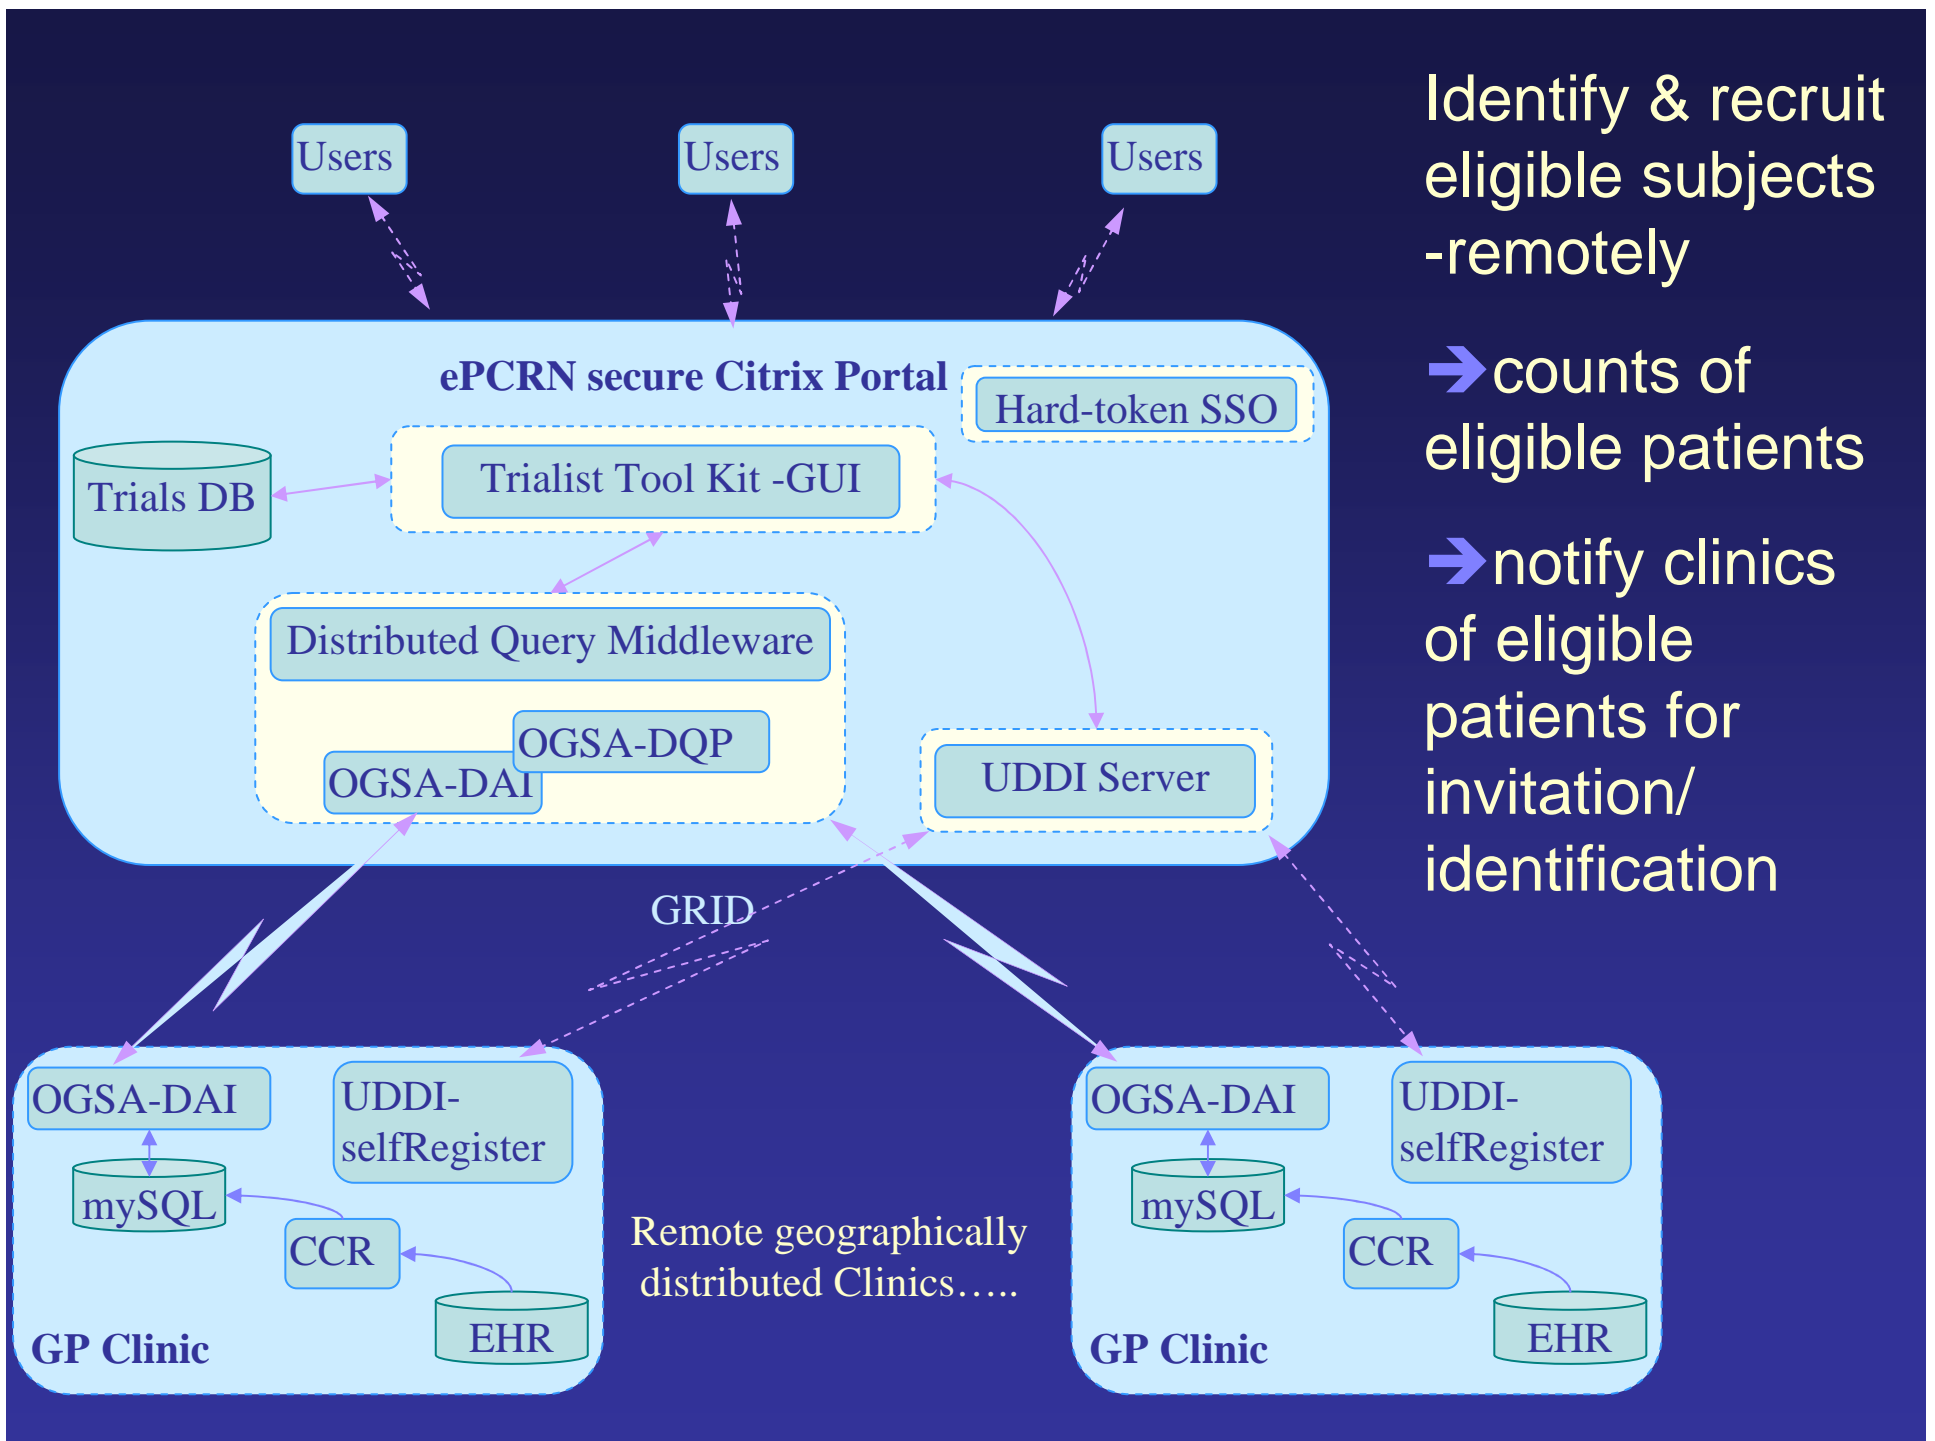 Users
Users
Users
ePCRN secure Citrix Portal
Hard-token SSO
Trials DB
Trialist Tool Kit -GUI
Distributed Query Middleware
OGSA-DQP
OGSA-DAI
UDDI Server
GRID
OGSA-DAI
UDDI-
selfRegister
mySQL
CCR
EHR
GP Clinic
Remote geographically
distributed Clinics…..
OGSA-DAI
UDDI-
selfRegister
mySQL
CCR
EHR
GP Clinic
Identify & recruit
eligible subjects
-remotely
➔counts of
eligible patients
➔notify clinics
of eligible
patients for
invitation/
identification